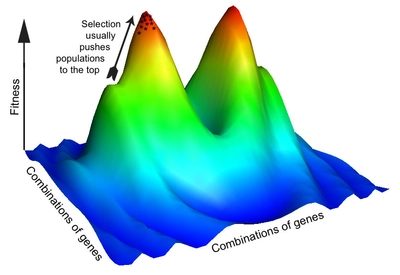 Selection
usually
pushes
populations
to the top
Fitness
Combinations of genes
Combinations of genes